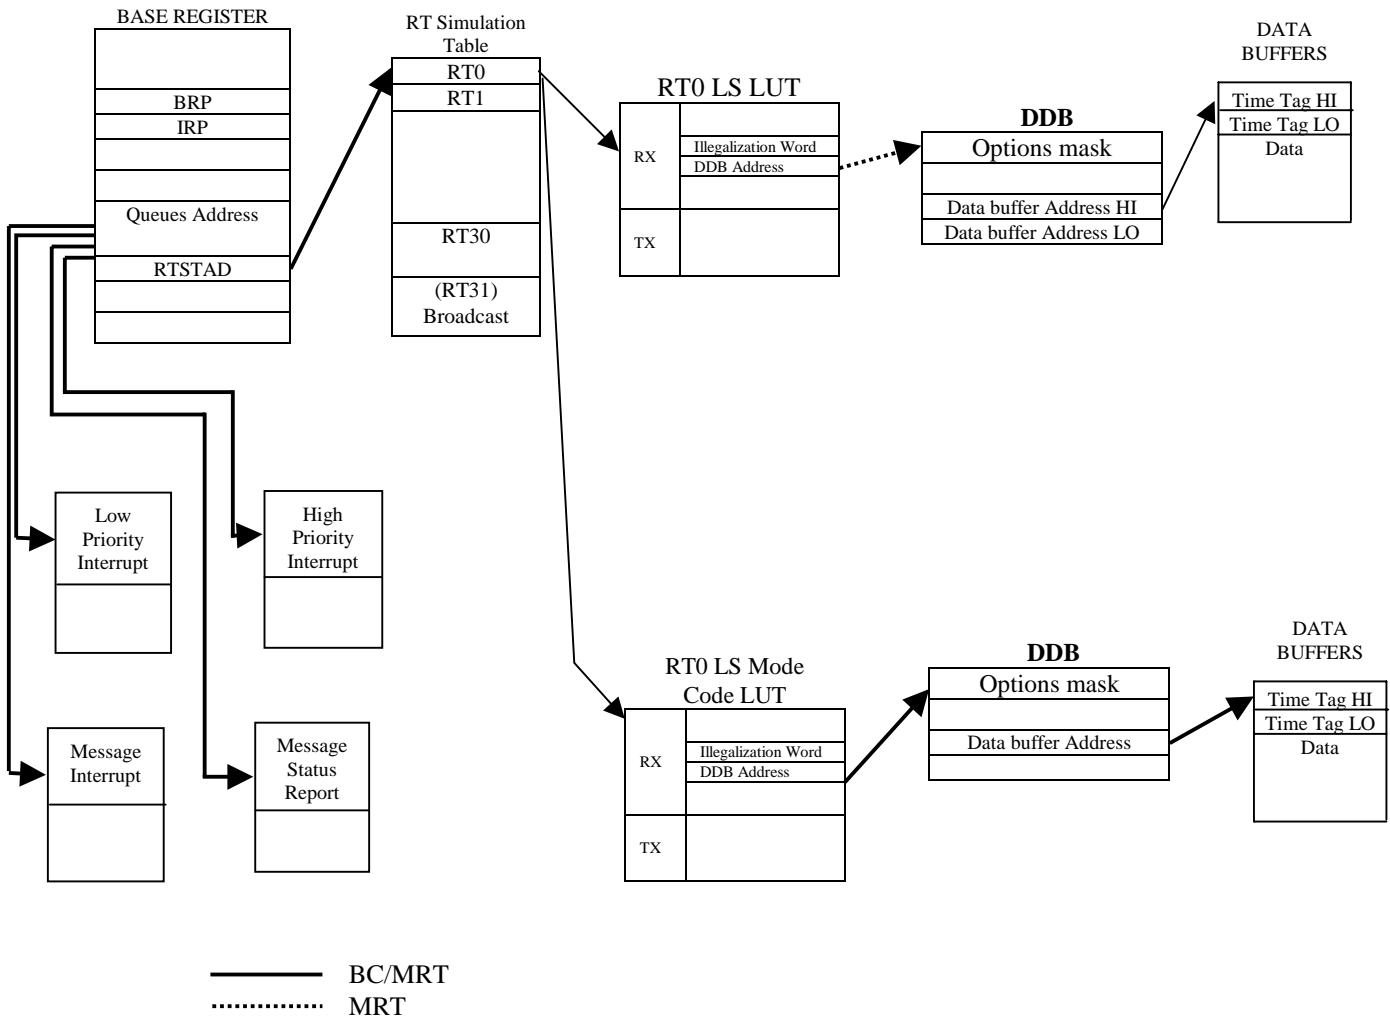 BASE REGISTER
BRP
IRP
Queues Address
RTSTAD
RT Simulation
Table
RT0
RT1
RT30
(RT31)
Broadcast
RT0 LS LUT
RX
Illegalization Word
DDB Address
TX
DDB
Options mask
Data buffer Address HI
Data buffer Address LO
DATA
BUFFERS
Time Tag HI
Time Tag LO
Data
Low
Priority
Interrupt
High
Priority
Interrupt
Message
Interrupt
Message
Status
Report
RT0 LS Mode
Code LUT
RX
Illegalization Word
DDB Address
TX
DDB
Options mask
Data buffer Address
DATA
BUFFERS
Time Tag HI
Time Tag LO
Data
BC/MRT
MRT